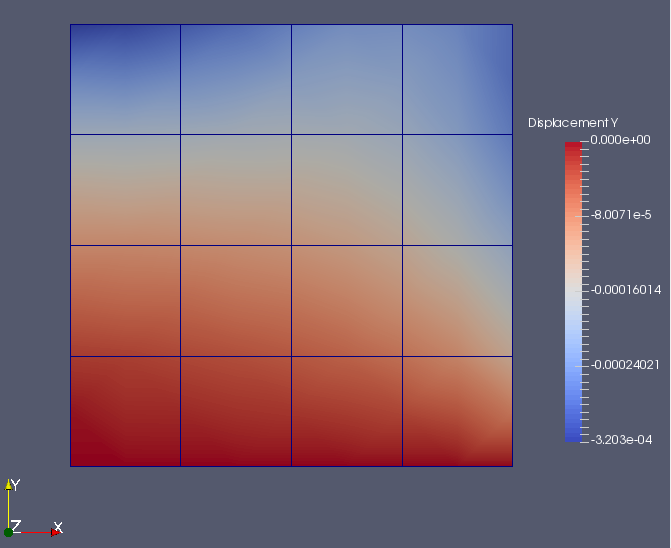 Displacement Y
0.000e+00
-8.0071e-5
-0.00016014
-0.00024021
-3.203e-04
Y
Z
X